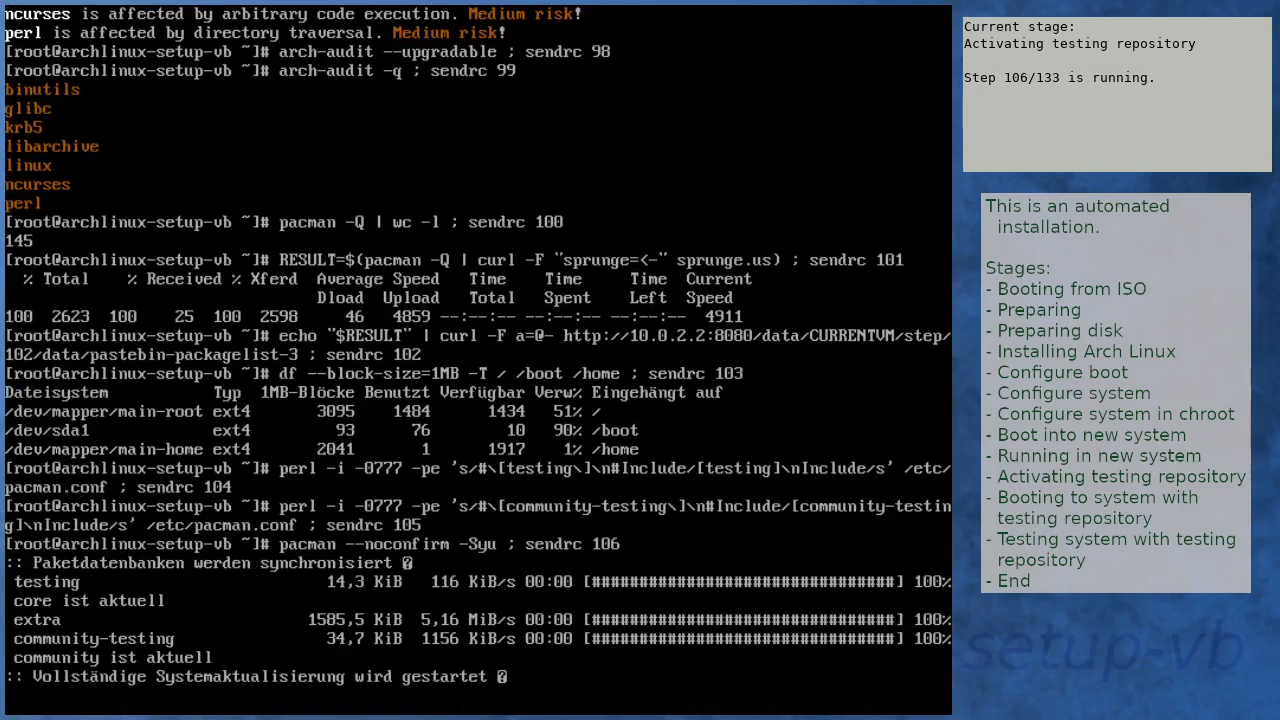 ncurses is affected by arbitrary code execution. Medium risk!
perl is affected by directory traversal. Medium risk!
[root@archlinux-setup-vb ~]# arch-audit --upgradable ; sendrc 98
[root@archlinux-setup-vb ~]# arch-audit -q ; sendrc 99
binutils
glibc
krb5
libarchive
linux
ncurses
perl
[root@archlinux-setup-vb ~]# pacman -Q | wc -l ; sendrc 100
145
[root@archlinux-setup-vb ~]# RESULT=$(pacman -Q | curl -F "sprunge=<-" sprunge.us) ; sendrc 101
  % Total    % Received % Xferd  Average Speed   Time    Time     Time  Current
                                 Dload  Upload   Total   Spent    Left  Speed
100  2623  100    25  100  2598     46   4859 --:--:-- --:--:-- --:--:--  4911
[root@archlinux-setup-vb ~]# echo "$RESULT" | curl -F a=@- http://10.0.2.2:8080/data/CURRENTVM/step/
102/data/pastebin-packagelist-3 ; sendrc 102
[root@archlinux-setup-vb ~]# df --block-size=1MB -T / /boot /home ; sendrc 103
Dateisystem           Typ  1MB-Blöcke Benutzt Verfügbar Verw% Eingehängt auf
/dev/mapper/main-root ext4       3095    1484      1434   51% /
/dev/sda1             ext4         93      76        10   90% /boot
/dev/mapper/main-home ext4       2041       1      1917    1% /home
[root@archlinux-setup-vb ~]# perl -i -0777 -pe 's/#\[testing\]\n#Include/[testing]\nInclude/s' /etc/
pacman.conf ; sendrc 104
[root@archlinux-setup-vb ~]# perl -i -0777 -pe 's/#\[community-testing\]\n#Include/[community-testin
g]\nInclude/s' /etc/pacman.conf ; sendrc 105
[root@archlinux-setup-vb ~]# pacman --noconfirm -Syu ; sendrc 106
:: Paketdatenbanken werden synchronisiert �
 testing                          14,3 KiB   116 KiB/s 00:00 [################################] 100%
 core ist aktuell
 extra                          1585,5 KiB  5,16 MiB/s 00:00 [################################] 100%
 community-testing                34,7 KiB  1156 KiB/s 00:00 [################################] 100%
 community ist aktuell
:: Vollständige Systemaktualisierung wird gestartet �
Current stage:
Activating testing repository
Step 106/133 is running.
This is an automated
installation.
Stages:
- Booting from ISO
- Preparing
- Preparing disk
- Installing Arch Linux
- Configure boot
- Configure system
- Configure system in chroot
- Boot into new system
- Running in new system
- Activating testing repository
- Booting to system with
testing repository
- Testing system with testing
repository
- End
setup-vb